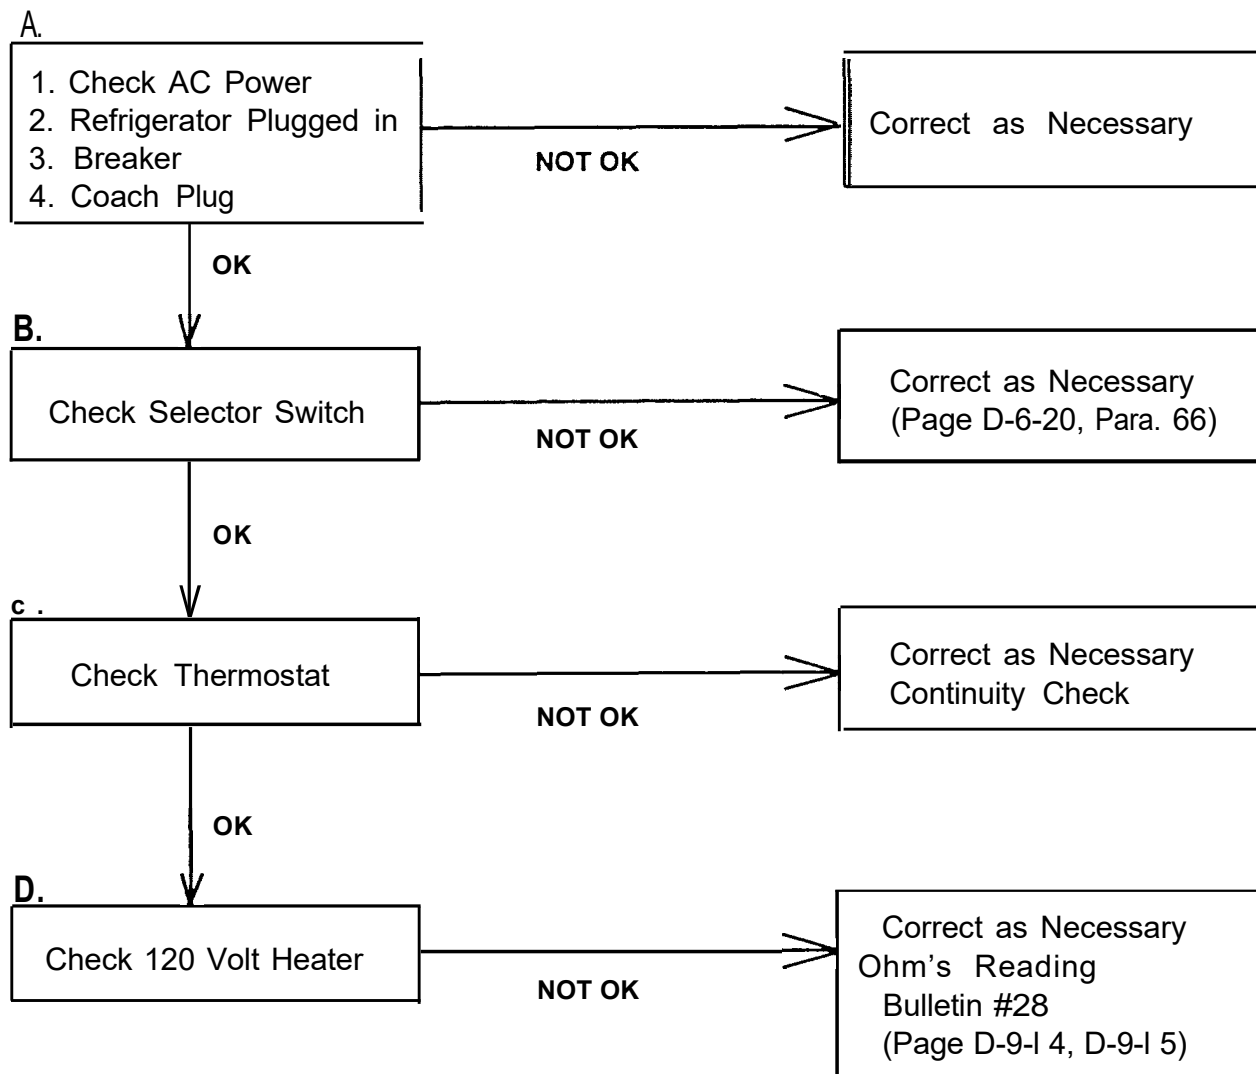 A.
1. Check AC Power
2. Refrigerator Plugged in
3. Breaker
4. Coach Plug
NOT OK
Correct as Necessary
OK
B.
Check Selector Switch
NOT OK
Correct as Necessary
(Page D-6-20, Para. 66)
OK
c .
Check Thermostat
NOT OK
Correct as Necessary
Continuity Check
OK
D.
Check 120 Volt Heater
NOT OK
Correct as Necessary
Ohm's Reading
Bulletin #28
(Page D-9-l 4, D-9-l 5)